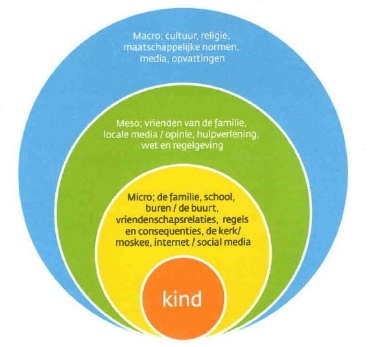 Macro; cultuur, religie,
maatschappelijke normen,
media, opvattingen
Meso; vrienden van de familie,
locale media / opinie, hulpverlening,
wet en regelgeving
Micro; de familie, school,
buren / de buurt,
vriendenschapsrelaties, regels
en consequenties, de kerk/
moskee, internet / social media
kind